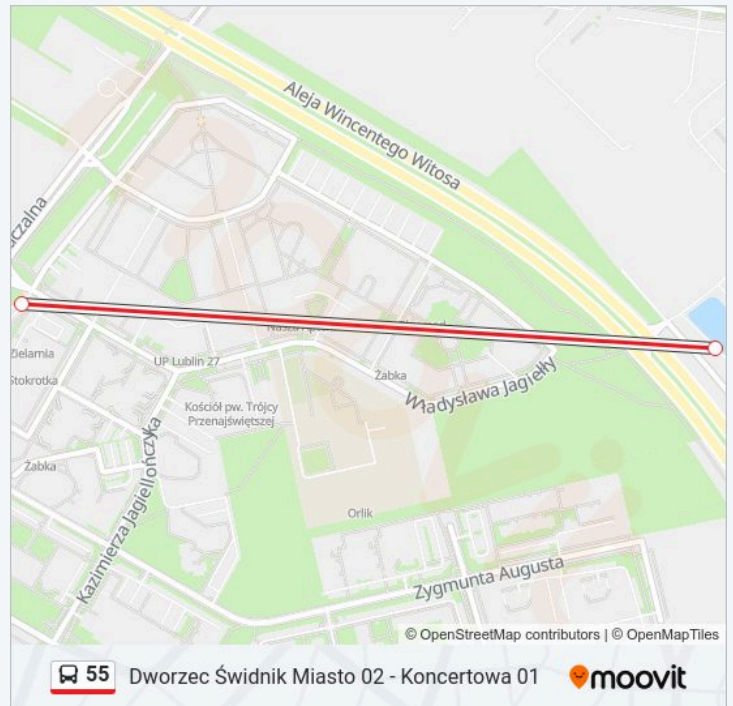 Aleja Wincentego Witosa
Zielarnia
UP Lublin 27
Stokrotka
Żabka
Władysława Jagiełły
Kościół pw. Trójcy
Przenajświętszej
Kazimierza Jagiellończyka
Żabka
Orlik
Zygmunta Augusta
© OpenStreetMap contributors | © OpenMapTiles
55 Dworzec Świdnik Miasto 02 - Koncertowa 01
moovit